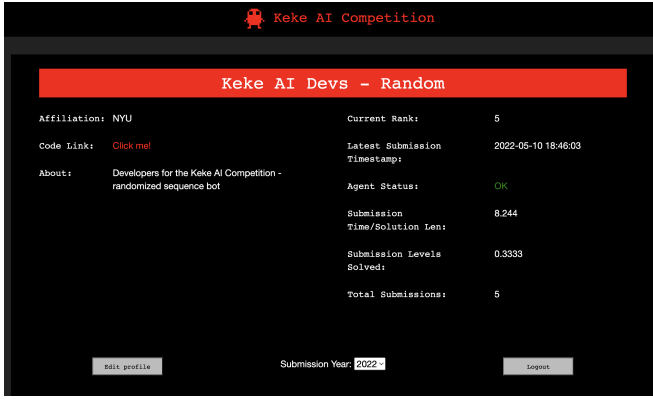 Keke AI Competition
Keke AI Devs - Random
Affiliation: NYU
Code Link: Click me!
About: Developers for the Keke AI Competition -
randomized sequence bot
Current Rank: 5
Latest Submission 2022-05-10 18:46:03
Timestamp:
Agent Status: OK
Submission 8.244
Time/Solution Len:
Submission Levels 0.3333
Solved:
Total Submissions: 5
Edit profile
Submission Year: 2022
Logout